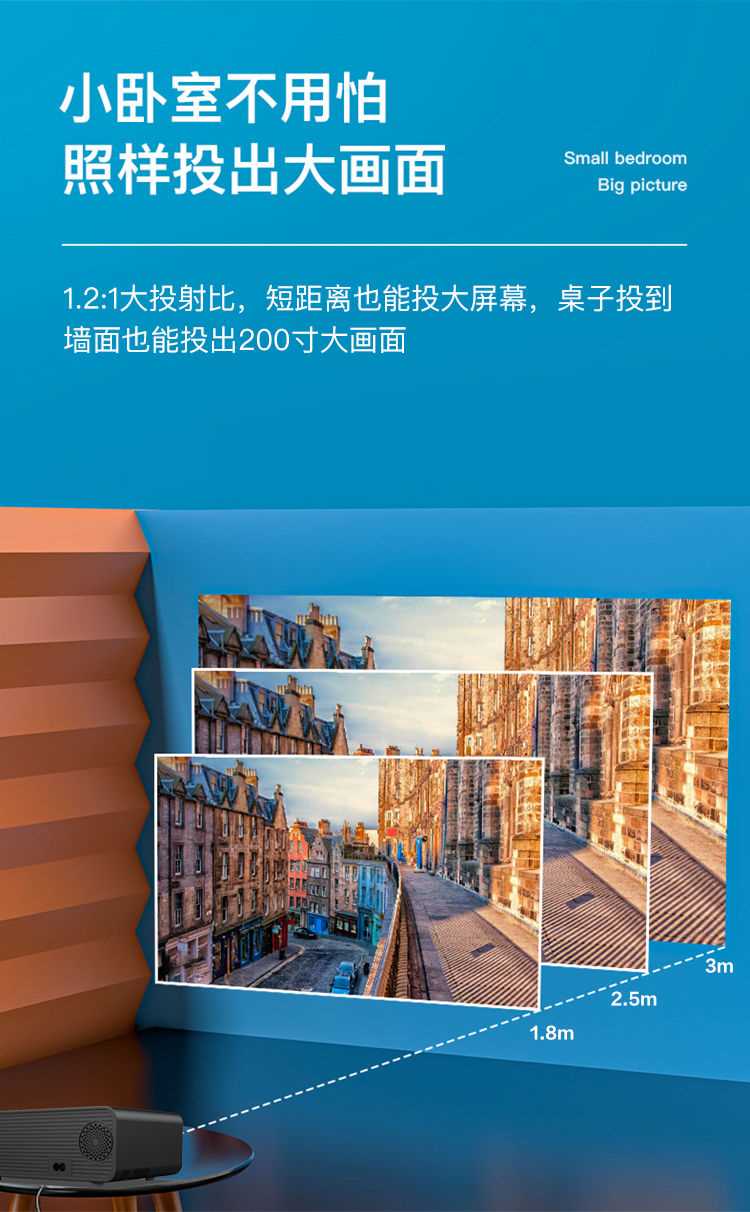 小卧室不用怕
照样投出大画面
Small bedroom
Big picture
1.2:1大投射比，短距离也能投大屏幕，桌子投到
墙面也能投出200寸大画面
3m
2.5m
1.8m